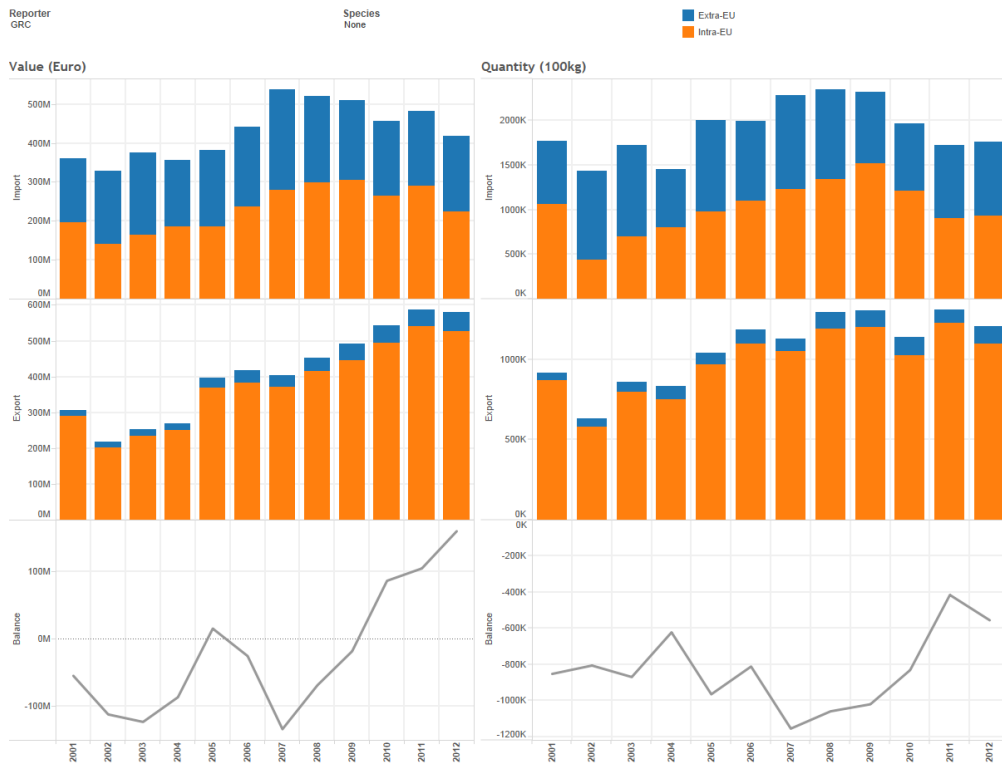 Reporter
GRC
Species
None
Extra-EU
Intra-EU
Value (Euro)
Quantity (100kg)
500M
400M
300M
200M
100M
0M
Import
2000K
1500K
1000K
500K
0K
Import
600M
500M
400M
300M
200M
100M
0M
Export
1000K
500K
0K
Export
100M
0M
-100M
Balance
0K
-200K
-400K
-600K
-800K
-1000K
-1200K
Balance
2001 2002 2003 2004 2005 2006 2007 2008 2009 2010 2011 2012
2001 2002 2003 2004 2005 2006 2007 2008 2009 2010 2011 2012